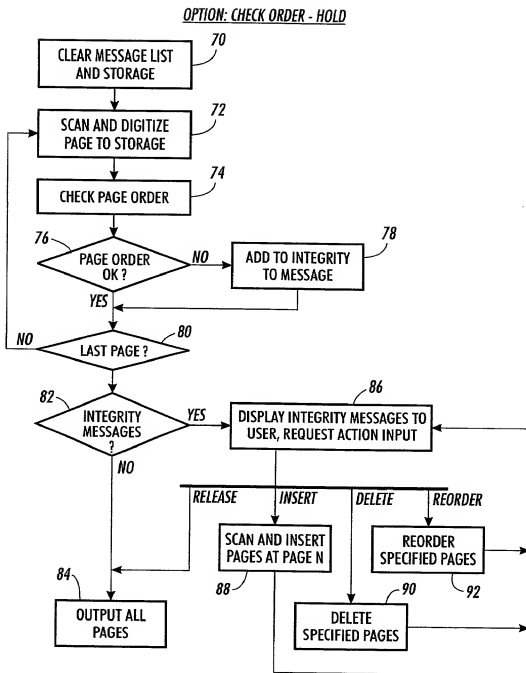 OPTION: CHECK ORDER - HOLD
70
CLEAR MESSAGE LIST
AND STORAGE
72
SCAN AND DIGITIZE
PAGE TO STORAGE
74
CHECK PAGE ORDER
76
PAGE ORDER
OK ?
NO
78
ADD TO INTEGRITY
TO MESSAGE
YES
NO
80
LAST PAGE ?
82
INTEGRITY
MESSAGES
?
YES
86
DISPLAY INTEGRITY MESSAGES TO
USER, REQUEST ACTION INPUT
NO
RELEASE
INSERT
DELETE
REORDER
SCAN AND INSERT
PAGES AT PAGE N
88
REORDER
SPECIFIED PAGES
92
84
OUTPUT ALL
PAGES
90
DELETE
SPECIFIED PAGES